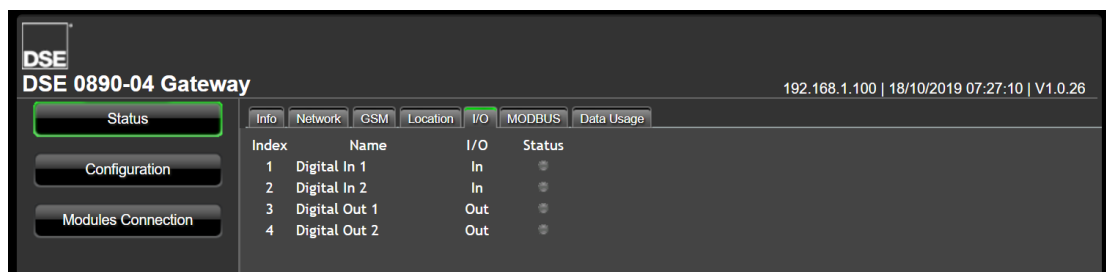 DSE
DSE 0890-04 Gateway
192.168.1.100 | 18/10/2019 07:27:10 | V1.0.26
Status
Configuration
Modules Connection
Info Network GSM Location I/O MODBUS Data Usage
Index Name I/O Status
1 Digital In 1 In
2 Digital In 2 In
3 Digital Out 1 Out
4 Digital Out 2 Out